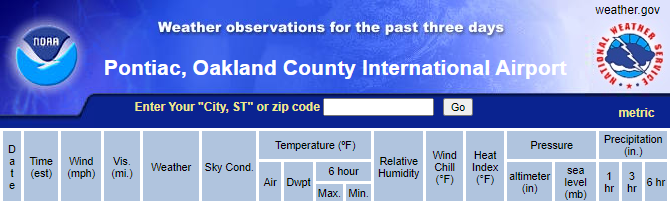 weather.gov
Weather observations for the past three days
NOAA
Pontiac, Oakland County International Airport
NATIONAL WEATHER SERVICE
Enter Your "City, ST" or zip code
Go
metric
D
a
t
e
Time
(est)
Wind
(mph)
Vis.
(mi.)
Weather
Sky Cond.
Temperature (ºF)
Air
Dwpt
6 hour
Max.
Min.
Relative
Humidity
Wind
Chill
(°F)
Heat
Index
(°F)
Pressure
altimeter
(in)
sea
level
(mb)
Precipitation
(in.)
1
hr
3
hr
6 hr